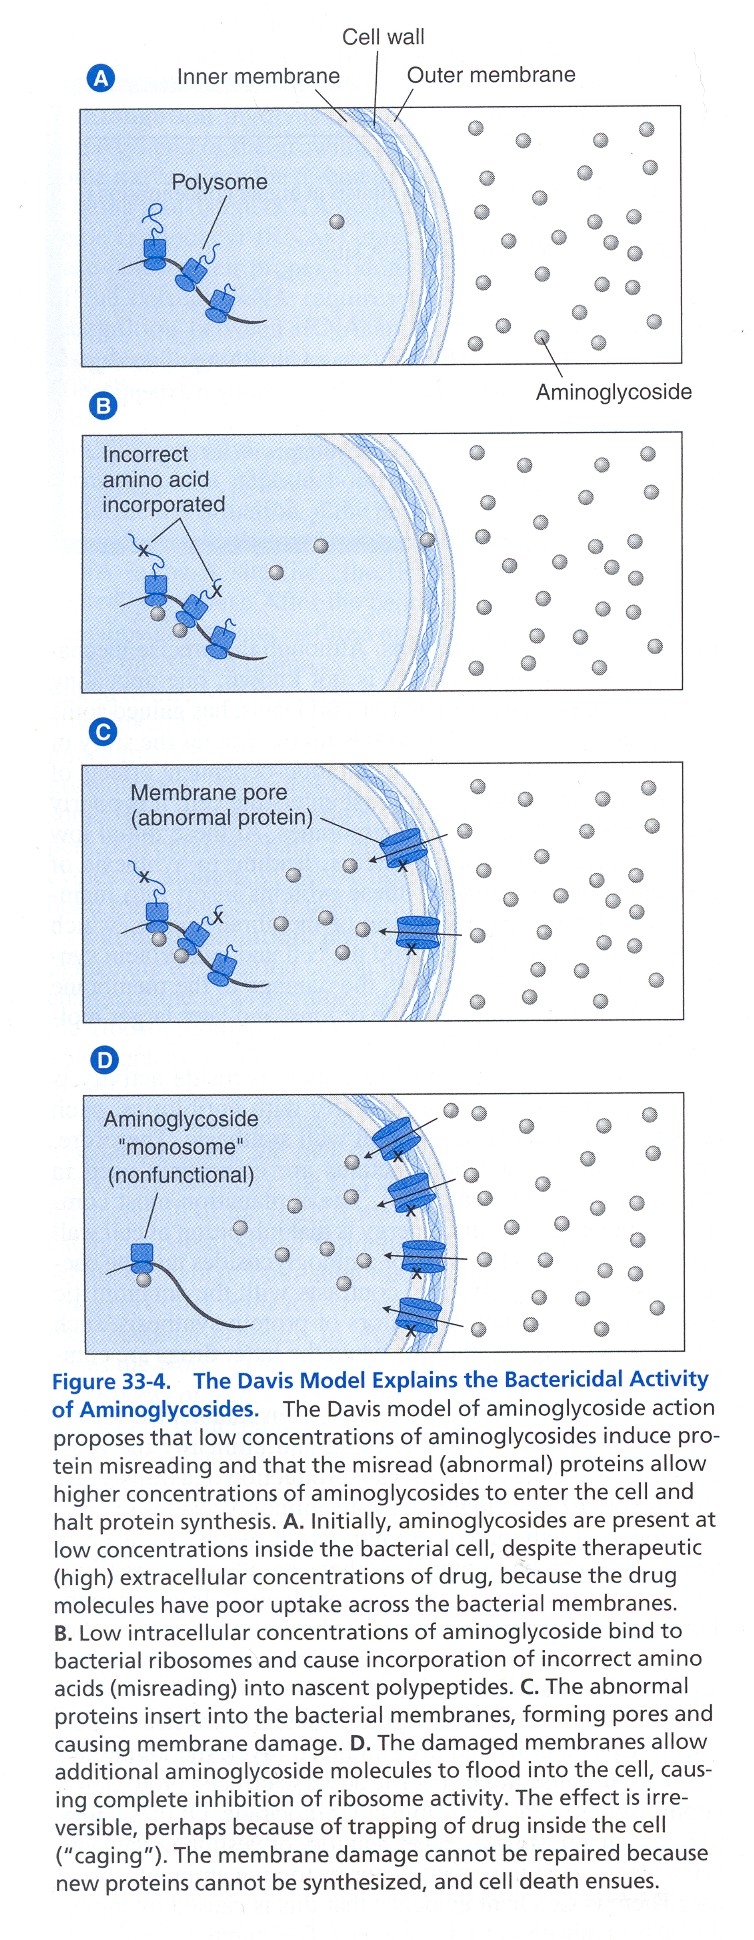 Cell wall
A
Inner membrane
Outer membrane
Polysome
Aminoglycoside
B
Incorrect
amino acid
incorporated
x
x
C
Membrane pore
(abnormal protein)
x
x
x
x
D
Aminoglycoside
"monosome"
(nonfunctional)
x
x
x
x
Figure 33-4. The Davis Model Explains the Bactericidal Activity
of Aminoglycosides. The Davis model of aminoglycoside action
proposes that low concentrations of aminoglycosides induce pro-
tein misreading and that the misread (abnormal) proteins allow
higher concentrations of aminoglycosides to enter the cell and
halt protein synthesis. A. Initially, aminoglycosides are present at
low concentrations inside the bacterial cell, despite therapeutic
(high) extracellular concentrations of drug, because the drug
molecules have poor uptake across the bacterial membranes.
B. Low intracellular concentrations of aminoglycoside bind to
bacterial ribosomes and cause incorporation of incorrect amino
acids (misreading) into nascent polypeptides. C. The abnormal
proteins insert into the bacterial membranes, forming pores and
causing membrane damage. D. The damaged membranes allow
additional aminoglycoside molecules to flood into the cell, caus-
ing complete inhibition of ribosome activity. The effect is irre-
versible, perhaps because of trapping of drug inside the cell
("caging"). The membrane damage cannot be repaired because
new proteins cannot be synthesized, and cell death ensues.